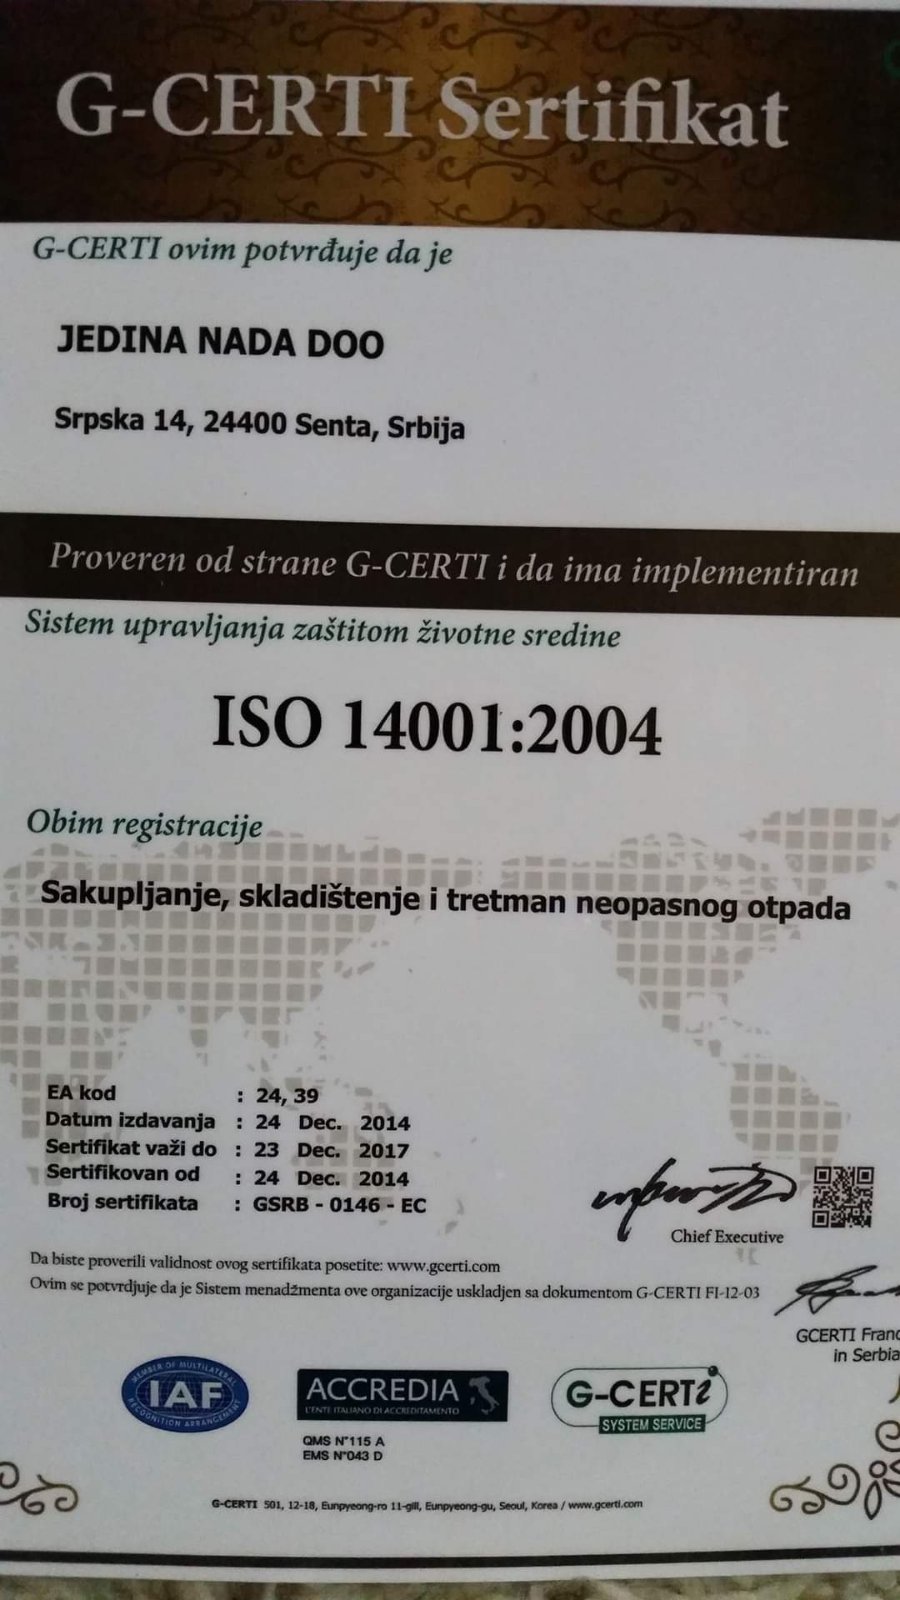 G-CERTI Sertifikat
G-CERTI ovim potvrđuje da je
JEDINA NADA DOO
Srpska 14, 24400 Senta, Srbija
Proveren od strane G-CERTI i da ima implementiran
Sistem upravljanja zaštitom životne sredine
ISO 14001:2004
Obim registracije
Sakupljanje, skladištenje i tretman neopasnog otpada
EA kod : 24, 39
Datum izdavanja : 24 Dec. 2014
Sertifikat važi do : 23 Dec. 2017
Sertifikovan od : 24 Dec. 2014
Broj sertifikata : GSRB - 0146 - EC
Chief Executive
Da biste proverili validnost ovog sertifikata posetite: www.gcerti.com
Ovim se potvrdjuje da je Sistem menadžmenta ove organizacije uskladjen sa dokumentom G-CERTI FI-12-03
GCERTI Franc
in Serbia
MEMBER OF MULTILATERAL
IAF
RECOGNITION ARRANGEMENT
ACCREDIA
L'ENTE ITALIANO DI ACCREDITAMENTO
QMS N°115 A
EMS N°043 D
G-CERTi
SYSTEM SERVICE
G-CERTI 501, 12-18, Eunpyeong-ro 11-gill, Eunpyeong-gu, Seoul, Korea / www.gcerti.com